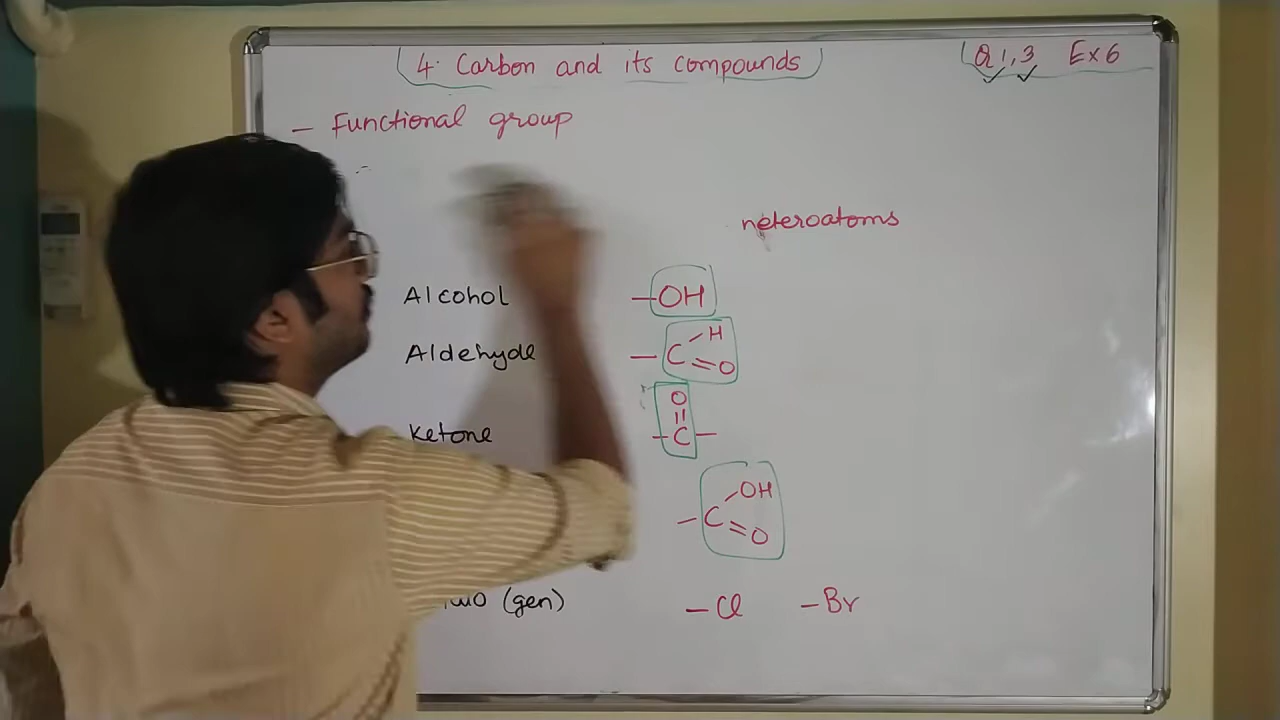 4. Carbon and its compounds
Q 1,3 Ex 6
- Functional group
heteroatoms
Alcohol -OH
Aldehyde -C H =O
Ketone O = -C-
-C OH =O
(gen) -Cl -Br